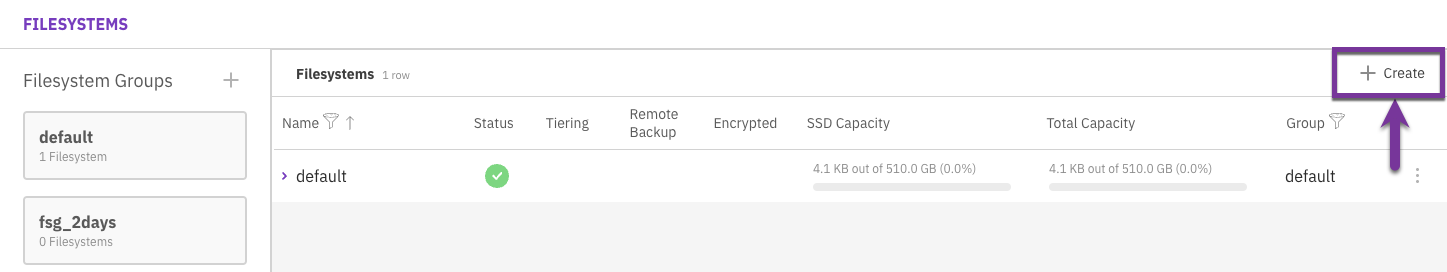 FILESYSTEMS
Filesystem Groups
default
1 Filesystem
fsg_2days
0 Filesystems
Filesystems 1 row
Create
Name Status Tiering Remote Backup Encrypted SSD Capacity Total Capacity Group
default 4.1 KB out of 510.0 GB (0.0%) 4.1 KB out of 510.0 GB (0.0%) default